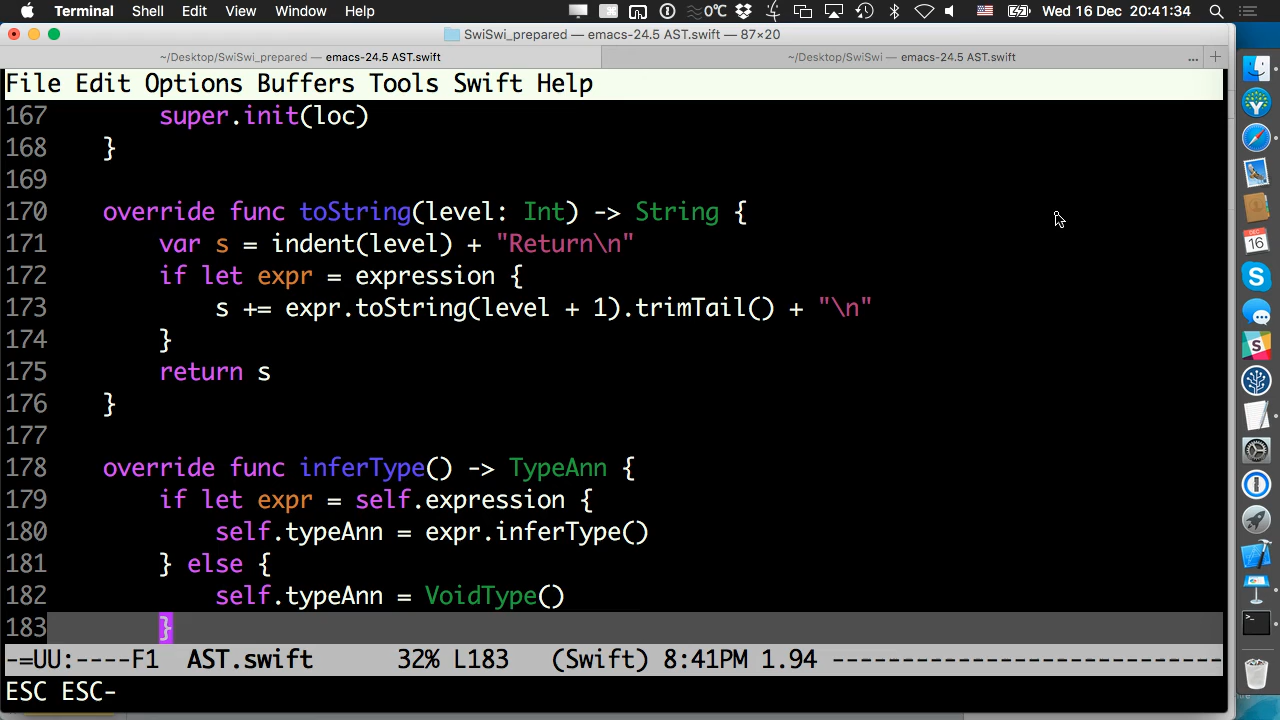 Terminal Shell Edit View Window Help 0°C Wed 16 Dec 20:41:34
SwiSwi_prepared — emacs-24.5 AST.swift — 87×20
~/Desktop/SwiSwi_prepared — emacs-24.5 AST.swift ~/Desktop/SwiSwi — emacs-24.5 AST.swift ... +
File Edit Options Buffers Tools Swift Help
167         super.init(loc)
168     }
169
170     override func toString(level: Int) -> String {
171         var s = indent(level) + "Return\n"
172         if let expr = expression {
173             s += expr.toString(level + 1).trimTail() + "\n"
174         }
175         return s
176     }
177
178     override func inferType() -> TypeAnn {
179         if let expr = self.expression {
180             self.typeAnn = expr.inferType()
181         } else {
182             self.typeAnn = VoidType()
183         }
-=UU:----F1  AST.swift      32% L183   (Swift) 8:41PM 1.94 ----------------------------
ESC ESC-
DEC
16